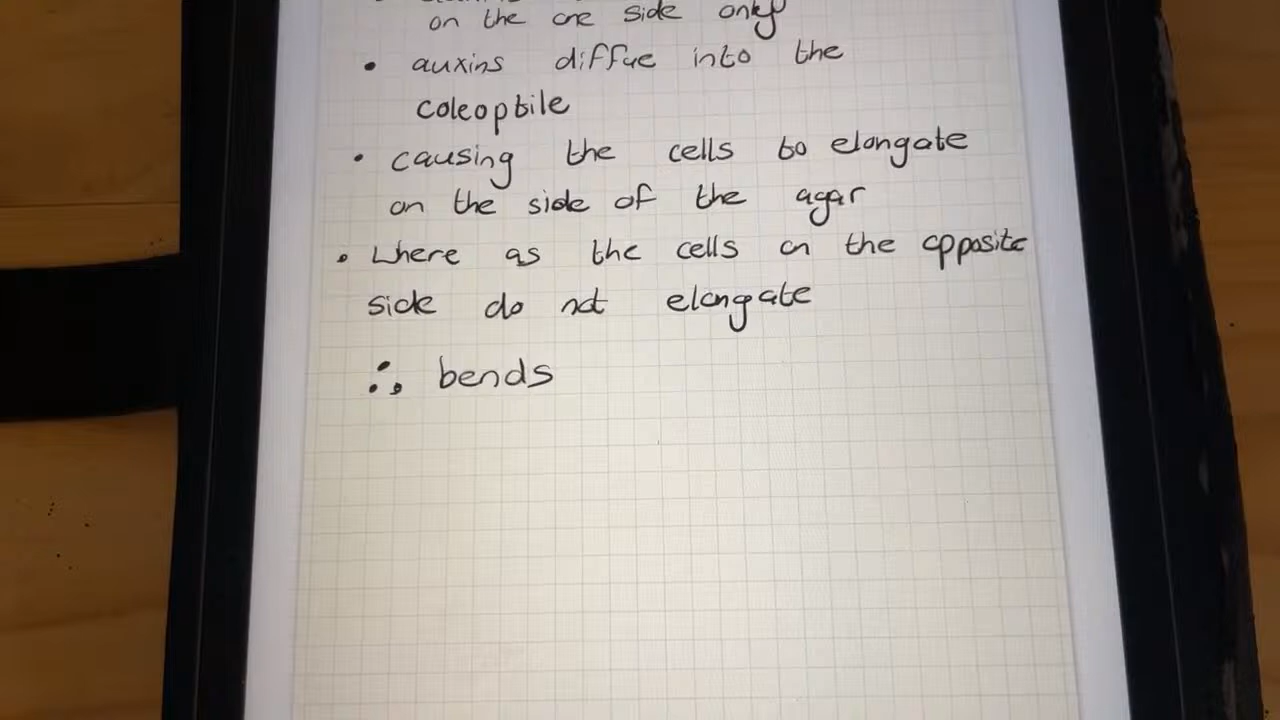 on the one side only
• auxins diffue into the
coleoptile
• causing the cells to elongate
on the side of the agar
• Where as the cells on the opposite
side do not elongate
∴ bends